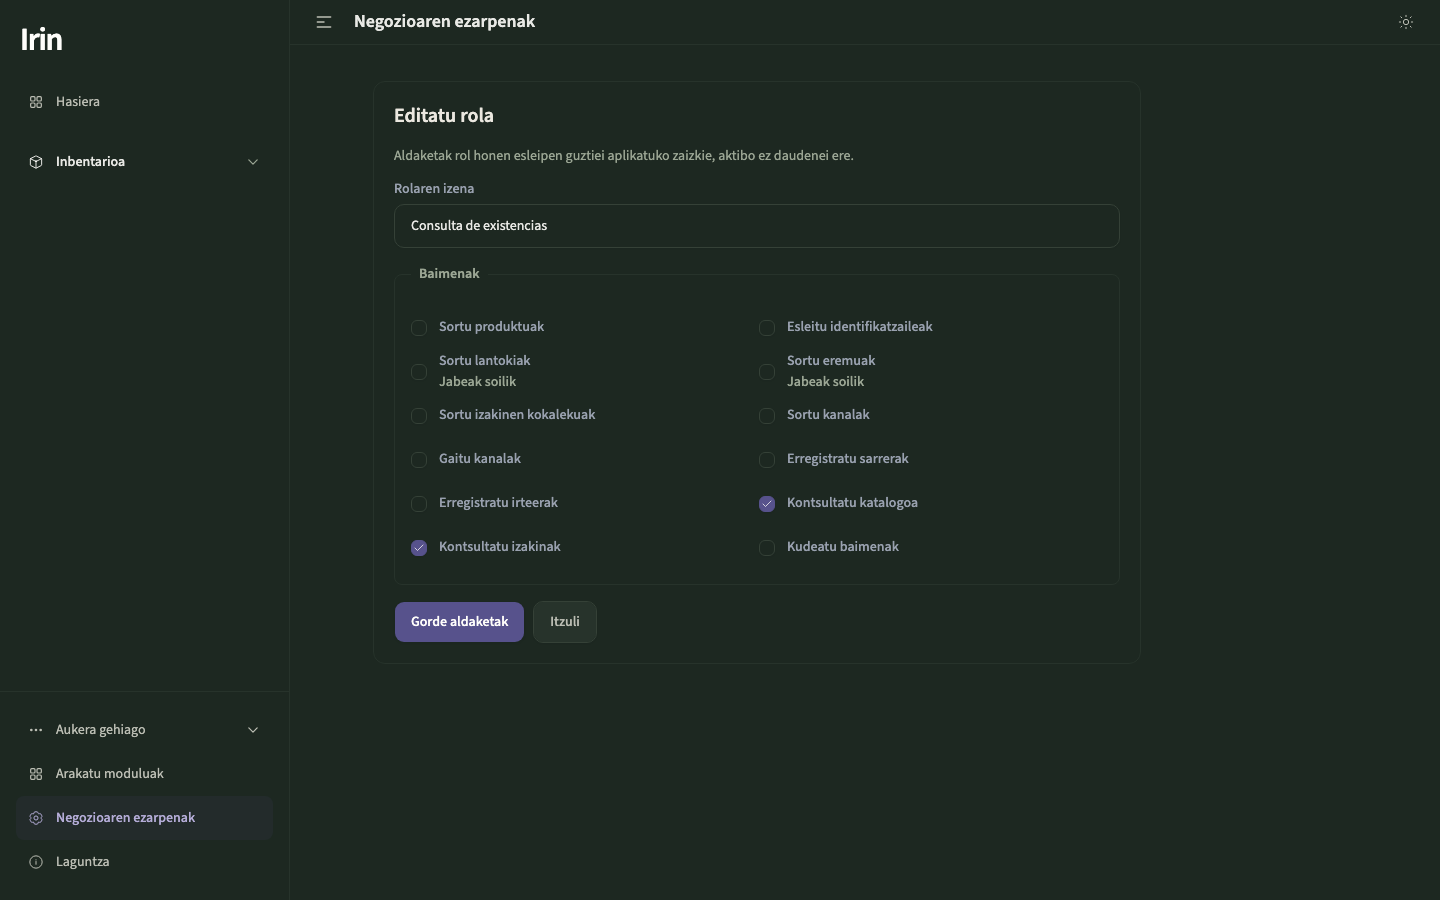 Irin
Hasiera
Inbentarioa
Aukera gehiago
Arakatu moduluak
Negozioaren ezarpenak
Laguntza
Negozioaren ezarpenak
Editatu rola
Aldaketak rol honen esleipen guztiei aplikatuko zaizkie, aktibo ez daudenei ere.
Rolaren izena
Consulta de existencias
Baimenak
Sortu produktuak
Esleitu identifikatzaileak
Sortu lantokiak
Jabeak soilik
Sortu eremuak
Jabeak soilik
Sortu izakinen kokalekuak
Sortu kanalak
Gaitu kanalak
Erregistratu sarrerak
Erregistratu irteerak
Kontsultatu katalogoa
Kontsultatu izakinak
Kudeatu baimenak
Gorde aldaketak
Itzuli